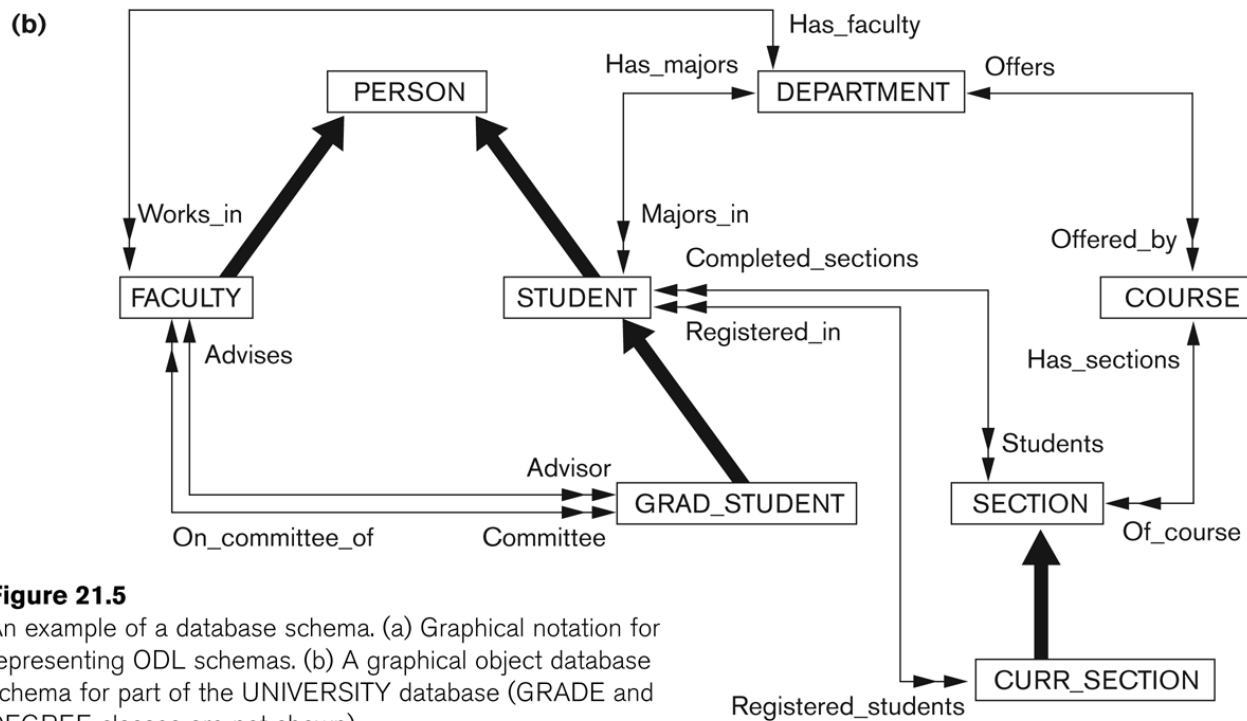 (b)
Has_faculty
Has_majors
Offers
PERSON
DEPARTMENT
Works_in
Majors_in
Offered_by
Completed_sections
FACULTY
STUDENT
COURSE
Registered_in
Advises
Has_sections
Students
Advisor
GRAD_STUDENT
SECTION
On_committee_of
Committee
Of_course
Figure 21.5
An example of a database schema. (a) Graphical notation for
representing ODL schemas. (b) A graphical object database
schema for part of the UNIVERSITY database (GRADE and
CURR_SECTION
Registered_students